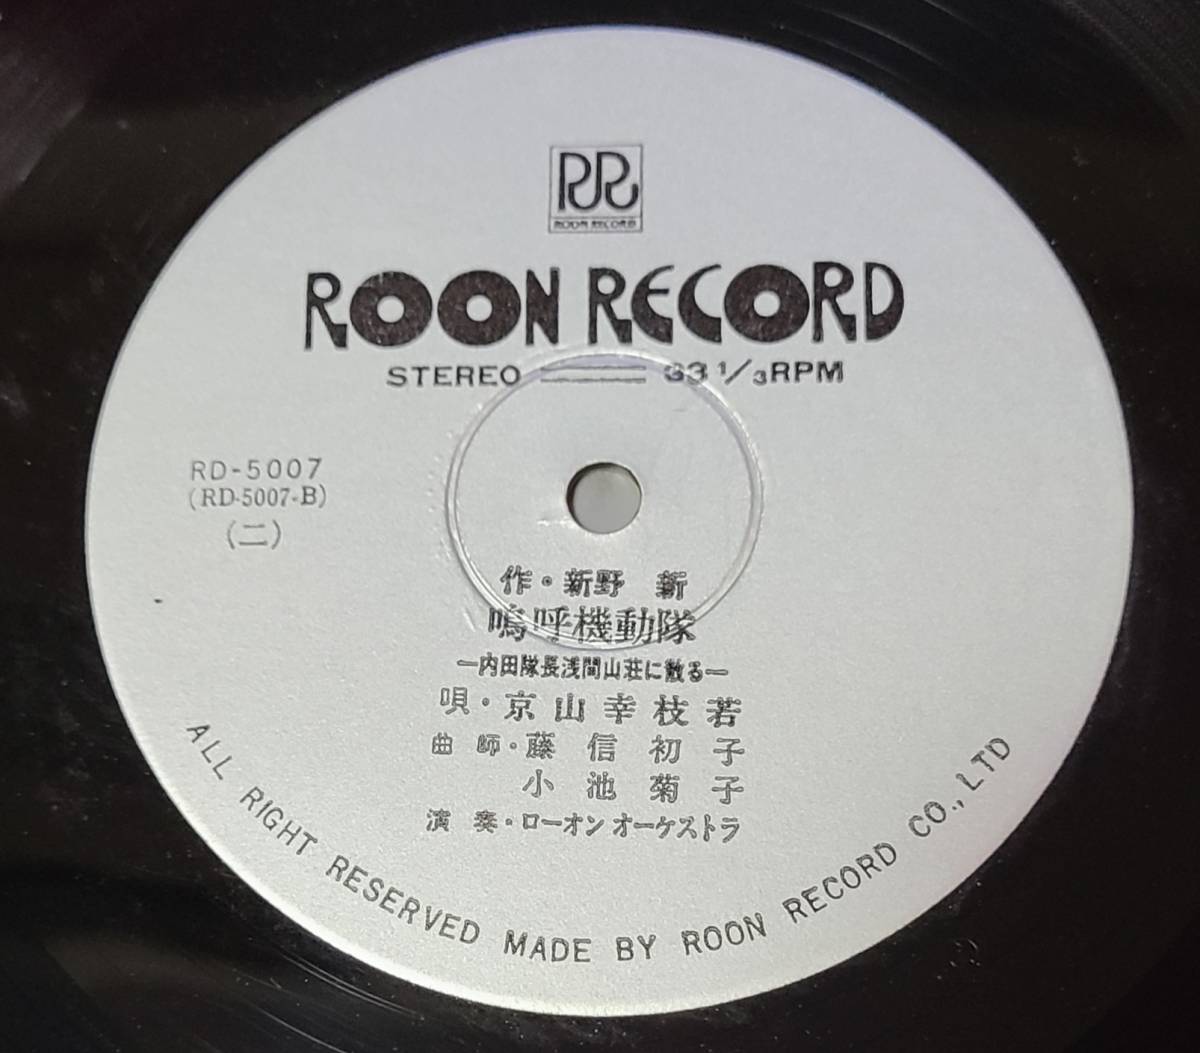 RR
ROON RECORD
ROON RECORD
STEREO 33 1/3 RPM
RD-5007
(RD-5007-B)
(二)
作・新野 新
嗚呼機動隊
—内田隊長浅間山荘に散る—
唄・京山幸枝若
曲師・藤信初子
小池菊子
演奏・ローオンオーケストラ
ALL RIGHT RESERVED MADE BY ROON RECORD CO., LTD